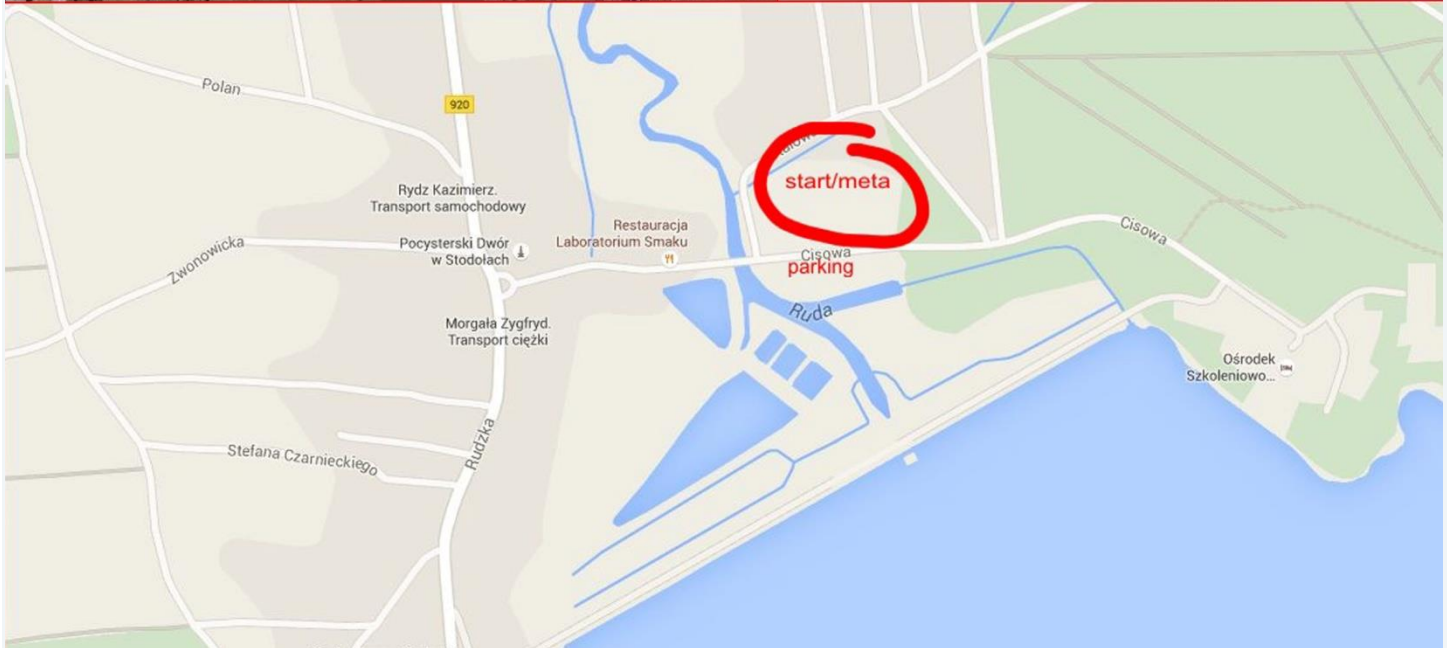 Polan
920
start/meta
Rydz Kazimierz.
Transport samochodowy
Restauracja
Laboratorium Smaku
Pocysterski Dwór
w Stodołach
Zwonowicka
Cisowa
Cisowa
parking
Ruda
Morgała Zygfryd.
Transport ciężki
Ośrodek
Szkoleniowo...
Stefana Czarnieckiego
Rudzka